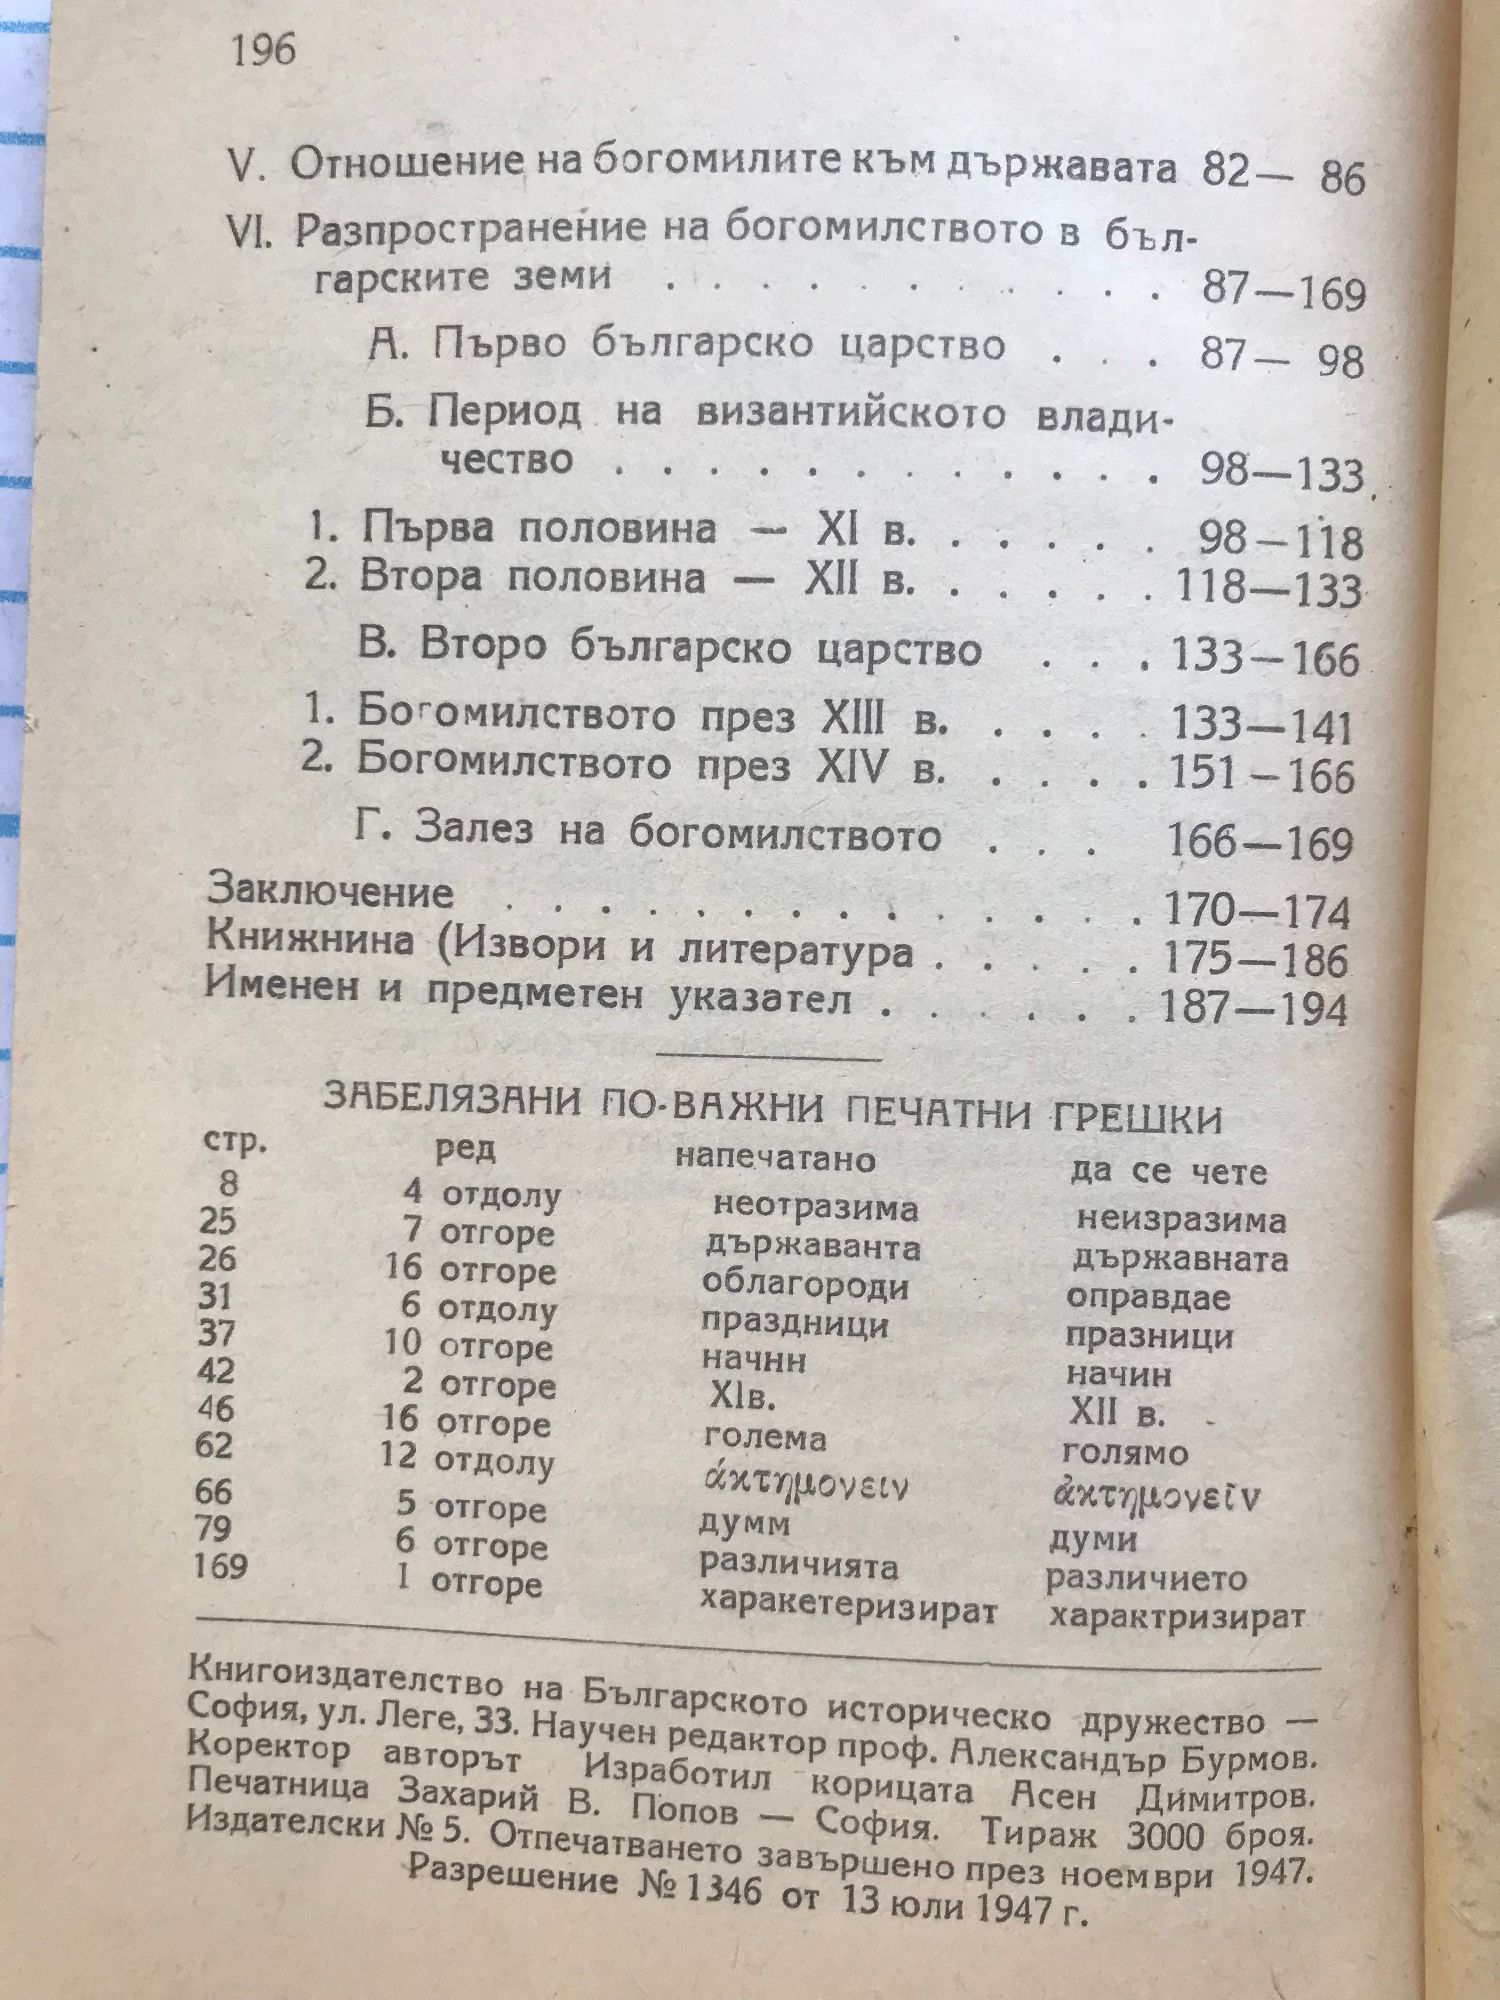 196
V. Отношение на богомилите към държавата 82— 86
VI. Разпространение на богомилството в бъл-
гарските земи . . . . . . . . . . . 87—169
А. Първо българско царство . . . 87— 98
Б. Период на византийското влади-
чество . . . . . . . . . . . . 98—133
1. Първа половина — XI в. . . . . . 98—118
2. Втора половина — XII в. . . . . . 118—133
В. Второ българско царство . . . 133—166
1. Богомилството през XIII в. . . . . 133—141
2. Богомилството през XIV в. . . . . 151—166
Г. Залез на богомилството . . . 166—169
Заключение . . . . . . . . . . . . . . 170—174
Книжнина (Извори и литература . . . . . 175—186
Именен и предметен указател . . . . . . 187—194
ЗАБЕЛЯЗАНИ ПО-ВАЖНИ ПЕЧАТНИ ГРЕШКИ
стр. ред напечатано да се чете
8 4 отдолу неотразима неизразима
25 7 отгоре държаванта държавната
26 16 отгоре облагороди оправдае
31 6 отдолу праздници празници
37 10 отгоре начнн начин
42 2 отгоре XIв. XII в.
46 16 отгоре голема голямо
62 12 отдолу ἀκτημονειν ἀκτημονεῖν
66 5 отгоре думм думи
79 6 отгоре различията различието
169 1 отгоре харакетеризират характризират
Книгоиздателство на Българското историческо дружество —
София, ул. Леге, 33. Научен редактор проф. Александър Бурмов.
Коректор авторът Изработил корицата Асен Димитров.
Печатница Захарий В. Попов — София. Тираж 3000 броя.
Издателски № 5. Отпечатването завършено през ноември 1947.
Разрешение № 1346 от 13 юли 1947 г.